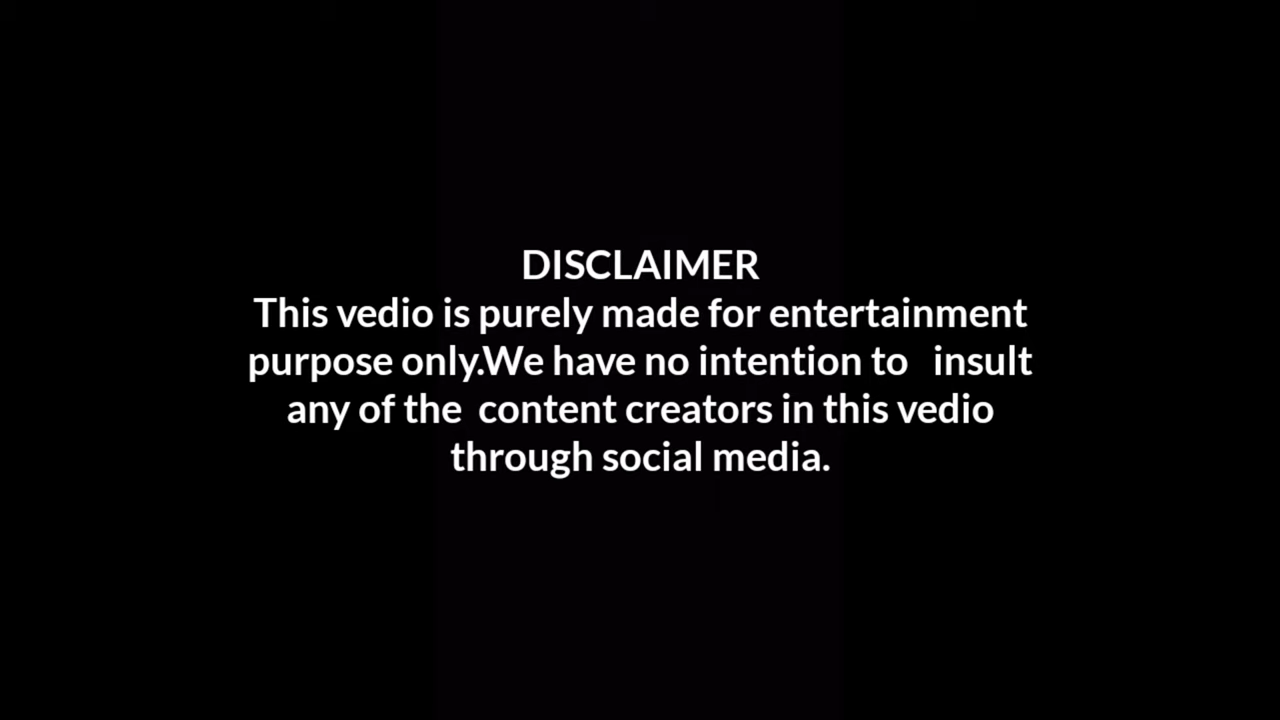 DISCLAIMER
This vedio is purely made for entertainment
purpose only.We have no intention to   insult
any of the  content creators in this vedio
through social media.